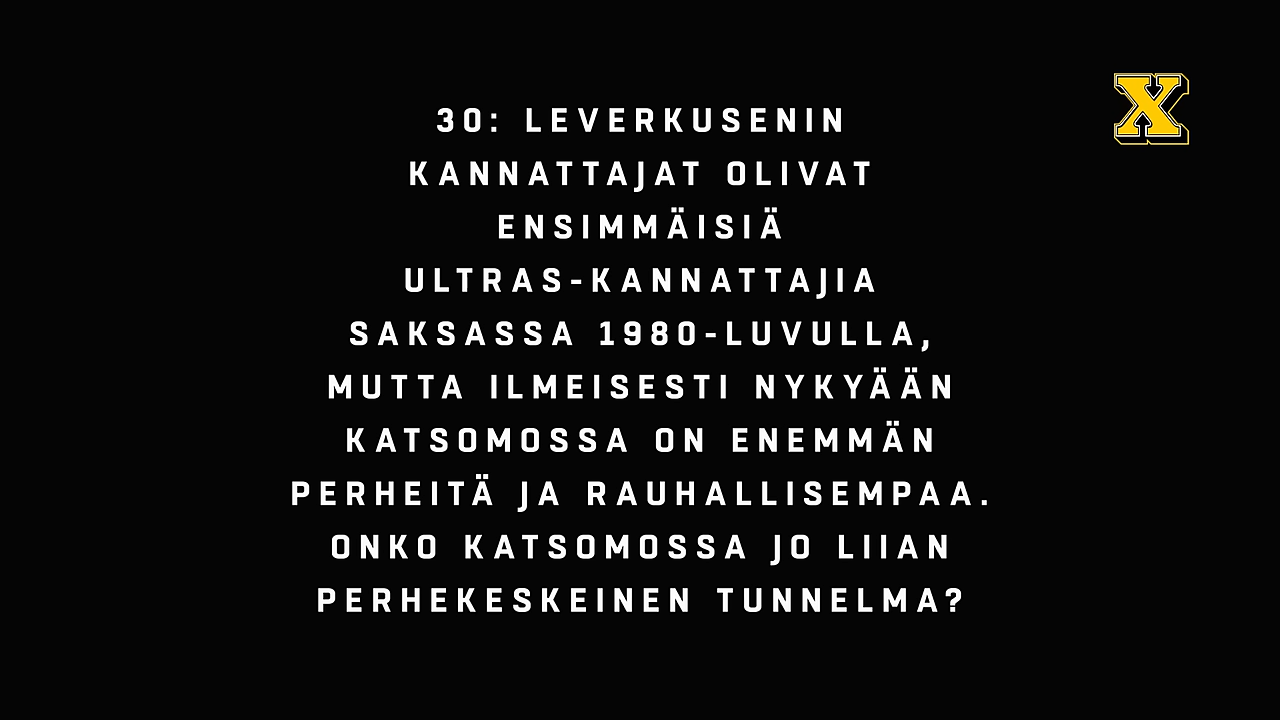 X
30: LEVERKUSENIN
KANNATTAJAT OLIVAT
ENSIMMÄISIÄ
ULTRAS-KANNATTAJIA
SAKSASSA 1980-LUVULLA,
MUTTA ILMEISESTI NYKYÄÄN
KATSOMOSSA ON ENEMMÄN
PERHEITÄ JA RAUHALLISEMPAA.
ONKO KATSOMOSSA JO LIIAN
PERHEKESKEINEN TUNNELMA?